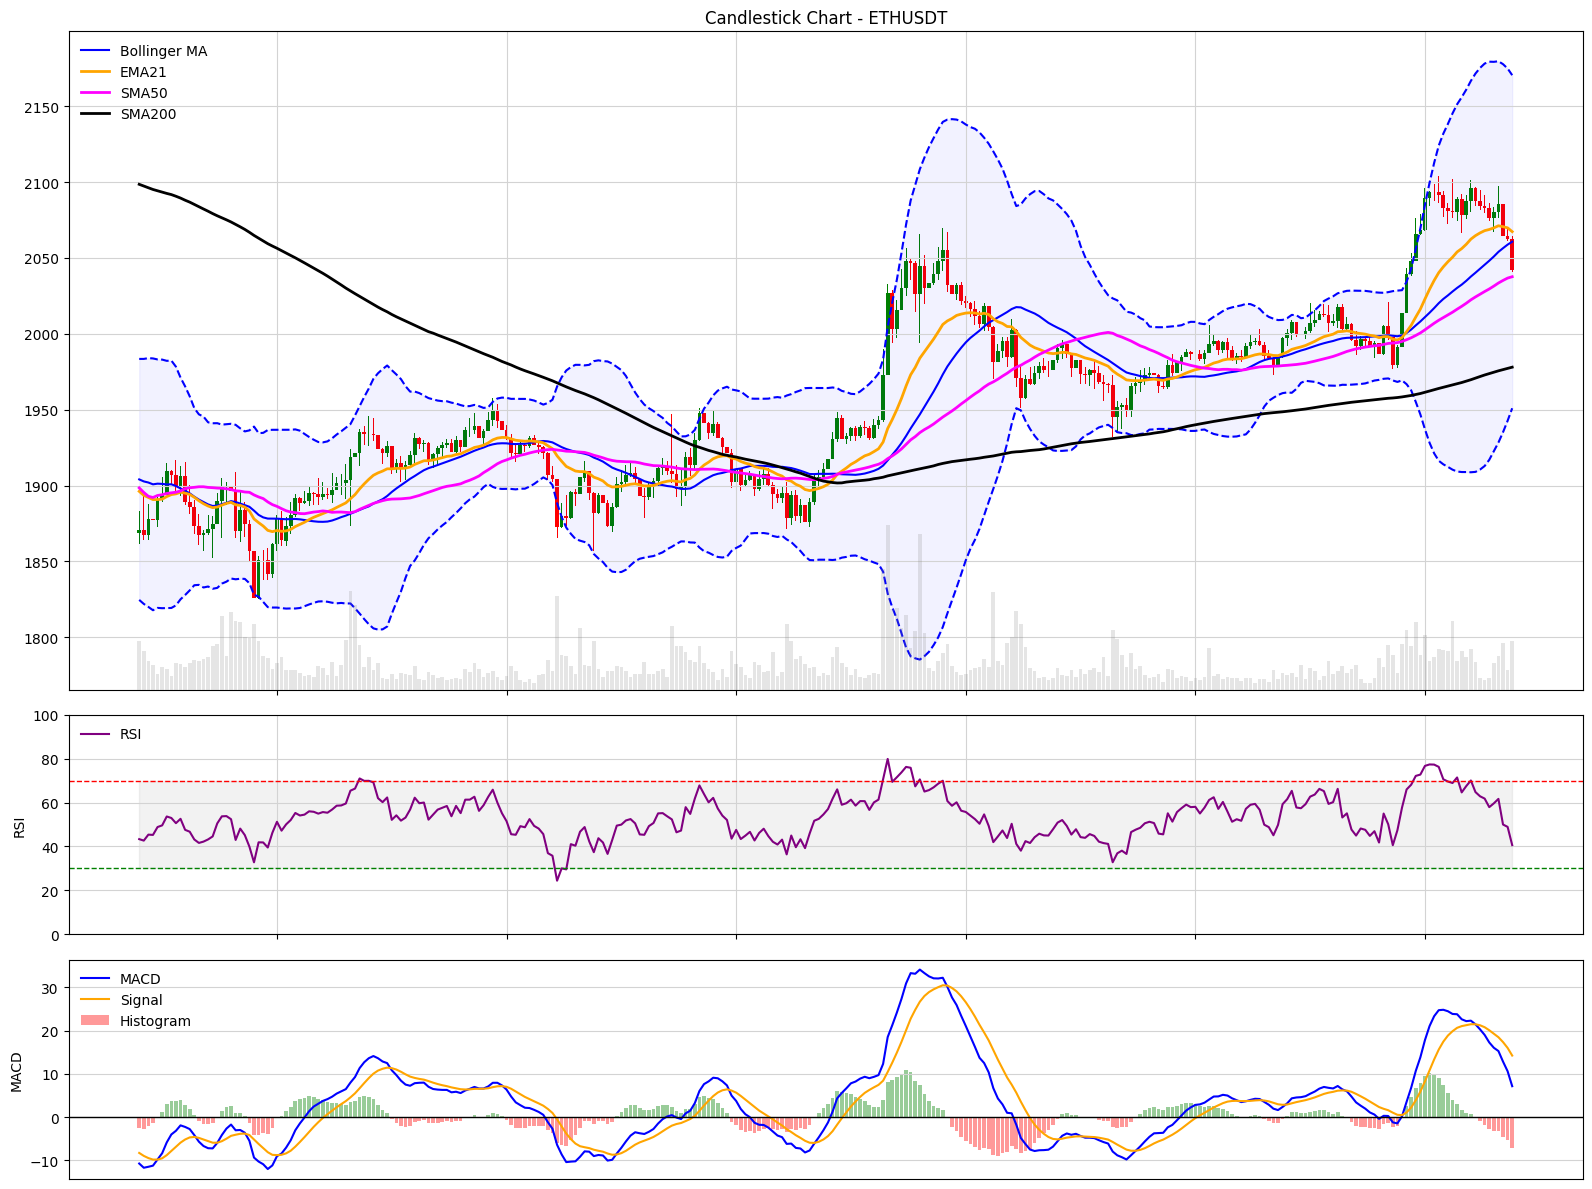 Candlestick Chart - ETHUSDT
Bollinger MA
EMA21
SMA50
SMA200
2150
2100
2050
2000
1950
1900
1850
1800
RSI
100
80
60
40
20
0
RSI
MACD
Signal
Histogram
30
20
10
0
−10
MACD